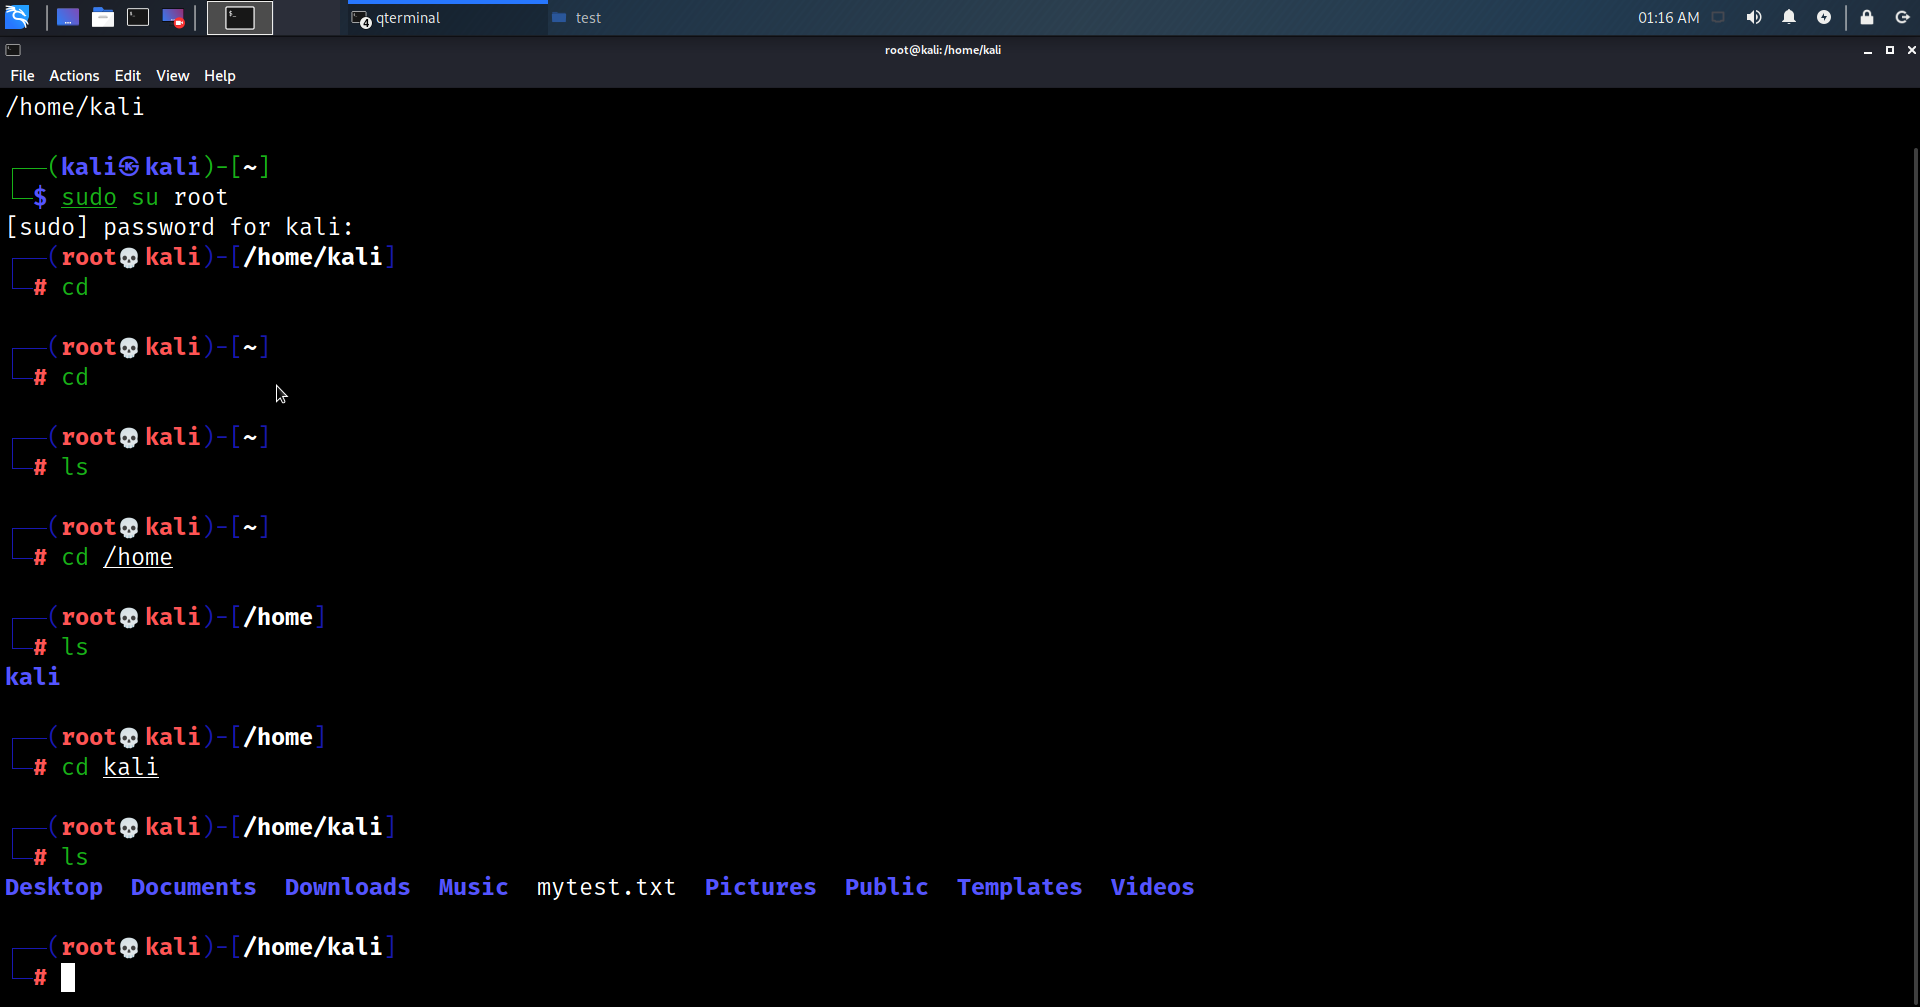 qterminal
4
test
01:16 AM
root@kali: /home/kali
File Actions Edit View Help
/home/kali
┌──(kali㉿kali)-[~]
└─$ sudo su root
[sudo] password for kali:
┌──(root💀kali)-[/home/kali]
└─# cd
┌──(root💀kali)-[~]
└─# cd
┌──(root💀kali)-[~]
└─# ls
┌──(root💀kali)-[~]
└─# cd /home
┌──(root💀kali)-[/home]
└─# ls
kali
┌──(root💀kali)-[/home]
└─# cd kali
┌──(root💀kali)-[/home/kali]
└─# ls
Desktop Documents Downloads Music mytest.txt Pictures Public Templates Videos
┌──(root💀kali)-[/home/kali]
└─#